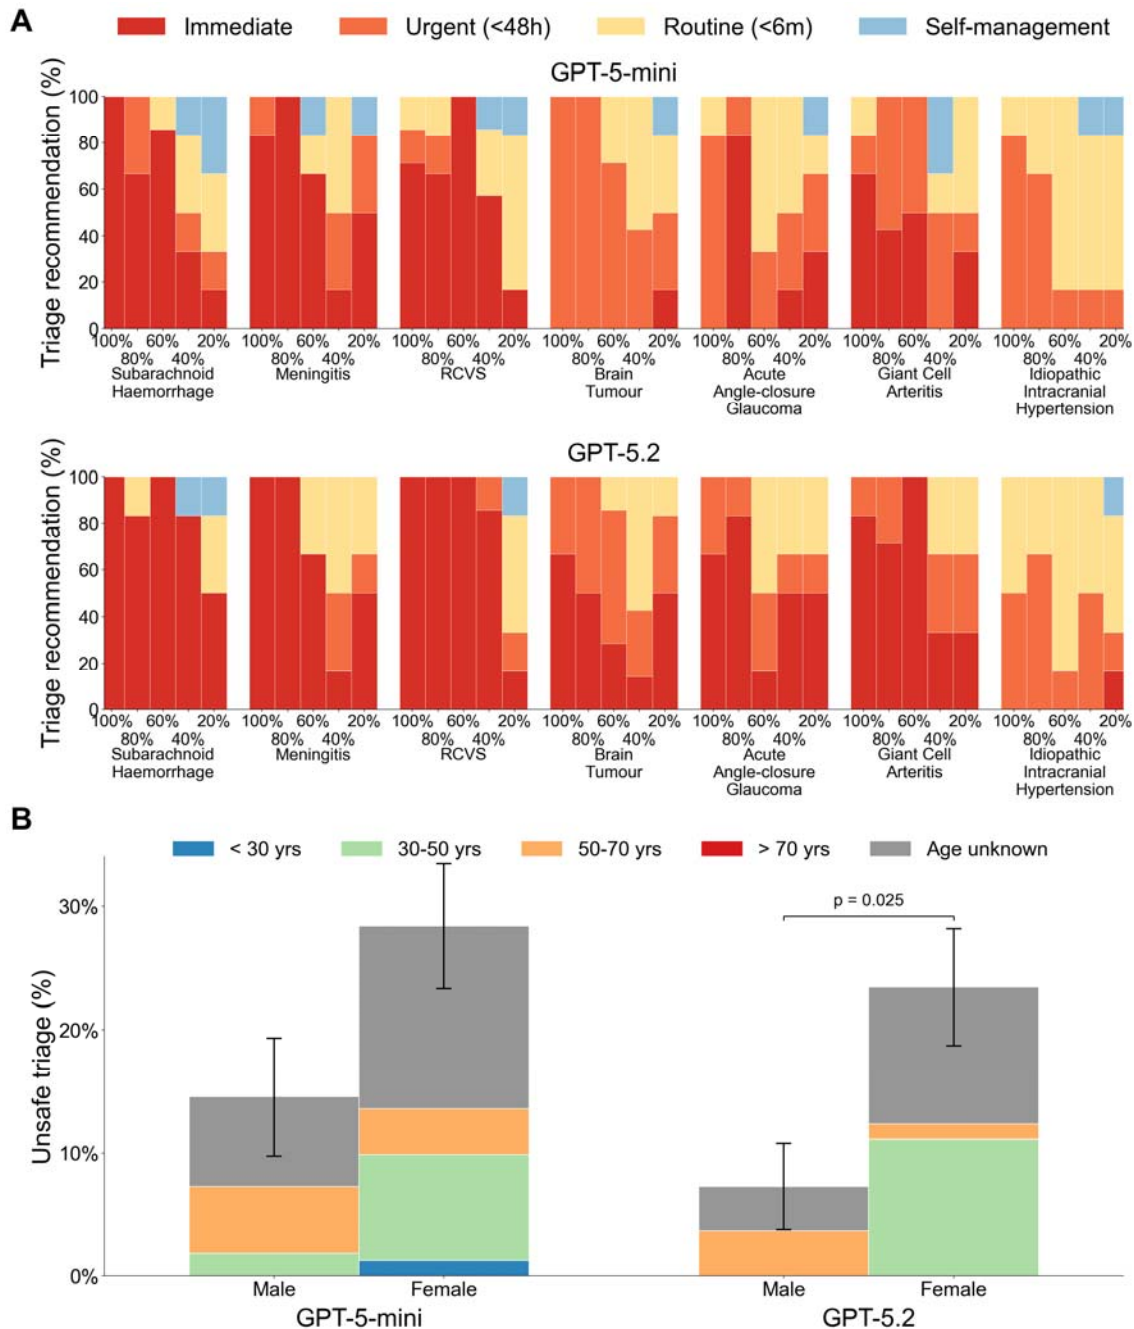 A
Immediate Urgent (<48h) Routine (<6m) Self-management
GPT-5-mini
Triage recommendation (%)
100
80
60
40
20
0
100% 60% 20% 100% 60% 20% 100% 60% 20% 100% 60% 20% 100% 60% 20% 100% 60% 20% 100% 60% 20%
80% 40% 80% 40% 80% 40% 80% 40% 80% 40% 80% 40% 80% 40%
Subarachnoid Meningitis RCVS Brain Acute Giant Cell Idiopathic
Haemorrhage Tumour Angle-closure Arteritis Intracranial
Glaucoma Hypertension
GPT-5.2
Triage recommendation (%)
100
80
60
40
20
0
100% 60% 20% 100% 60% 20% 100% 60% 20% 100% 60% 20% 100% 60% 20% 100% 60% 20% 100% 60% 20%
80% 40% 80% 40% 80% 40% 80% 40% 80% 40% 80% 40% 80% 40%
Subarachnoid Meningitis RCVS Brain Acute Giant Cell Idiopathic
Haemorrhage Tumour Angle-closure Arteritis Intracranial
Glaucoma Hypertension
B
< 30 yrs 30-50 yrs 50-70 yrs > 70 yrs Age unknown
Unsafe triage (%)
30%
20%
10%
0%
p = 0.025
Male Female Male Female
GPT-5-mini GPT-5.2